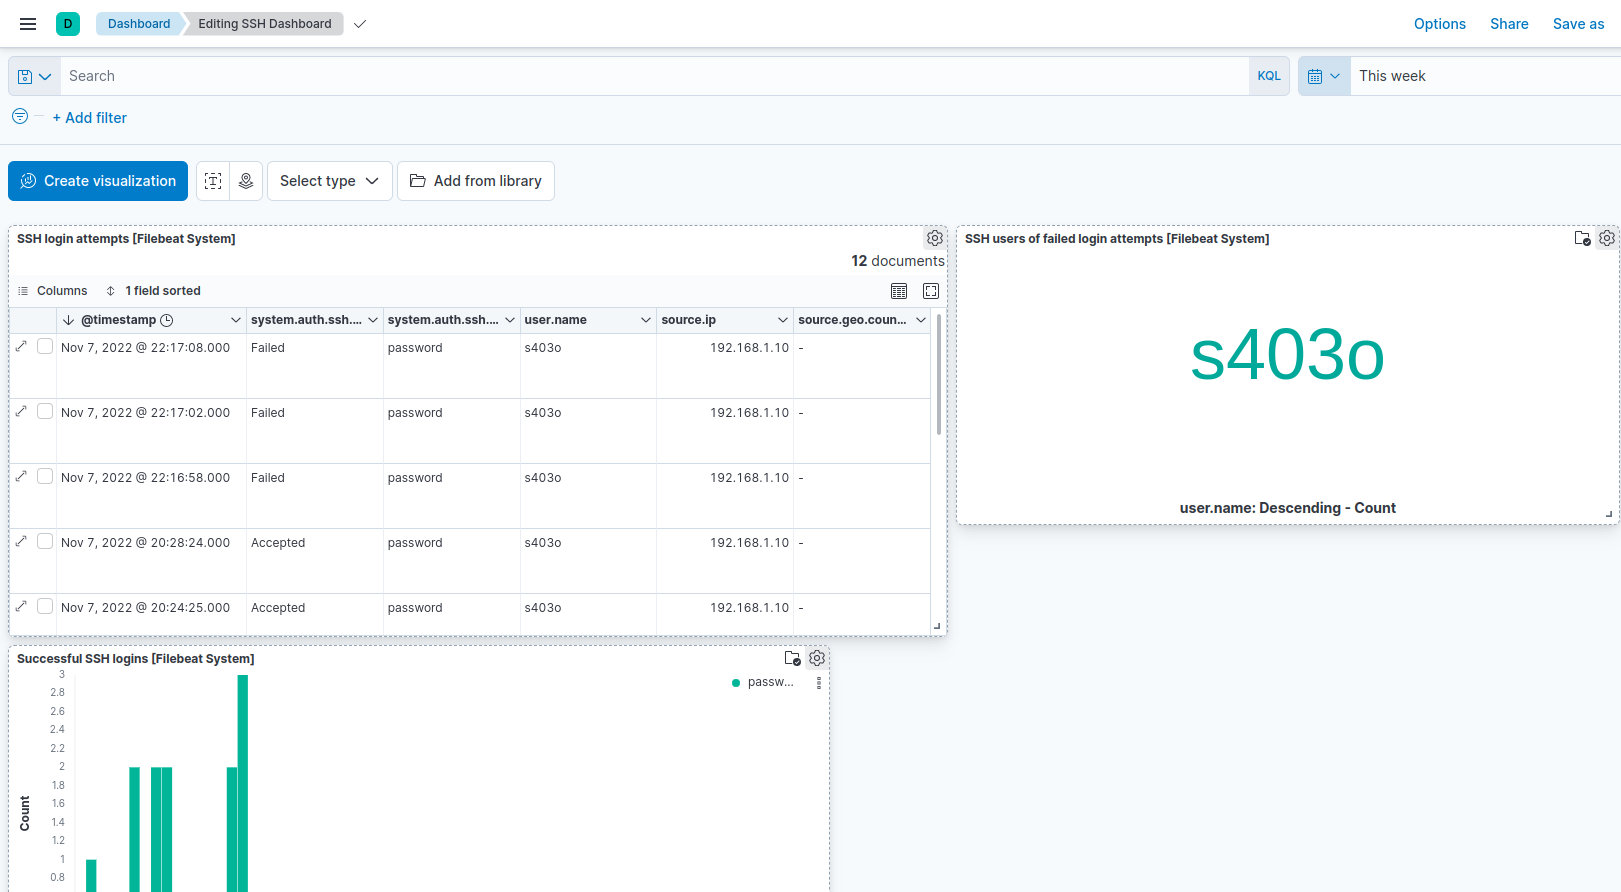 D Dashboard Editing SSH Dashboard Options Share Save as
Search KQL This week
+ Add filter
Create visualization Select type Add from library
SSH login attempts [Filebeat System]
12 documents
Columns 1 field sorted
@timestamp system.auth.ssh.... system.auth.ssh.... user.name source.ip source.geo.coun...
Nov 7, 2022 @ 22:17:08.000 Failed password s403o 192.168.1.10 -
Nov 7, 2022 @ 22:17:02.000 Failed password s403o 192.168.1.10 -
Nov 7, 2022 @ 22:16:58.000 Failed password s403o 192.168.1.10 -
Nov 7, 2022 @ 20:28:24.000 Accepted password s403o 192.168.1.10 -
Nov 7, 2022 @ 20:24:25.000 Accepted password s403o 192.168.1.10 -
SSH users of failed login attempts [Filebeat System]
s403o
user.name: Descending - Count
Successful SSH logins [Filebeat System]
passw...
3
2.8
2.6
2.4
2.2
2
1.8
1.6
1.4
1.2
1
0.8
Count